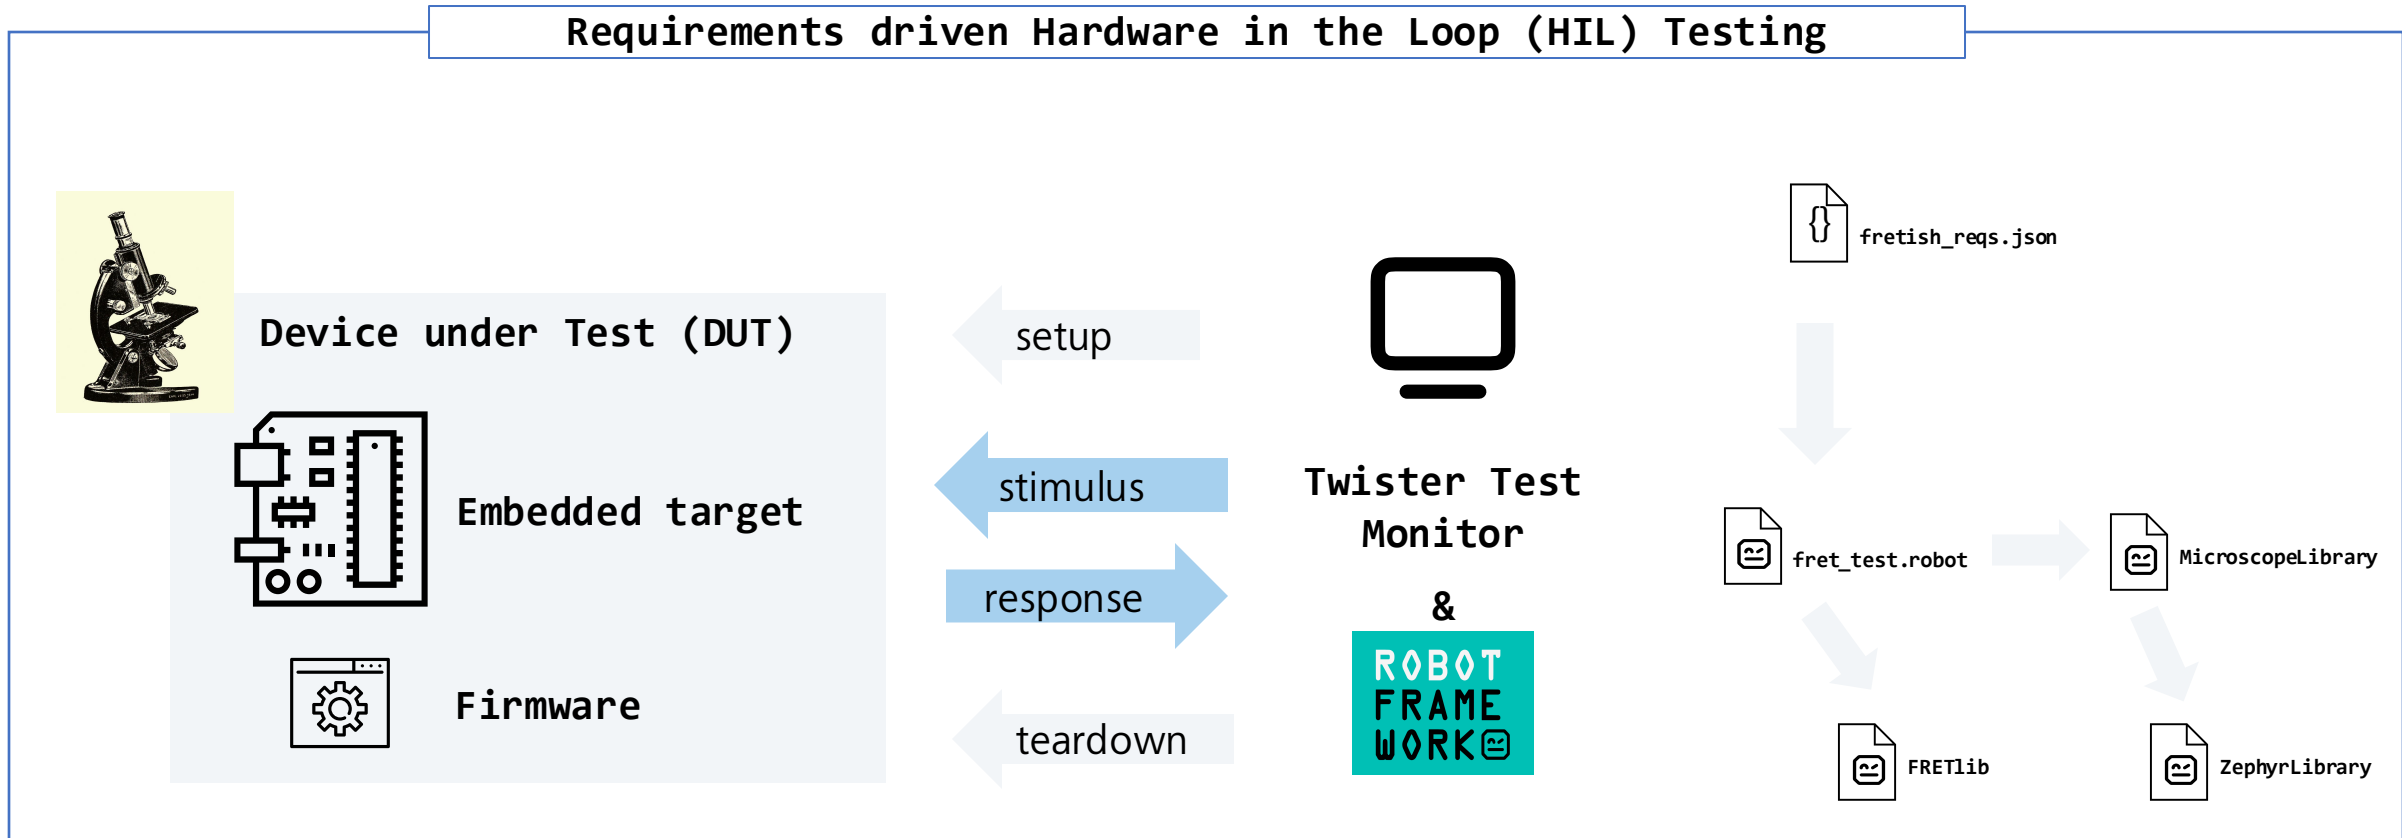 Requirements driven Hardware in the Loop (HIL) Testing
Device under Test (DUT)
Embedded target
Firmware
setup
stimulus
response
teardown
Twister Test
Monitor
&
ROBOT
FRAME
WORK
{}
fretish_reqs.json
fret_test.robot
MicroscopeLibrary
FRETlib
ZephyrLibrary